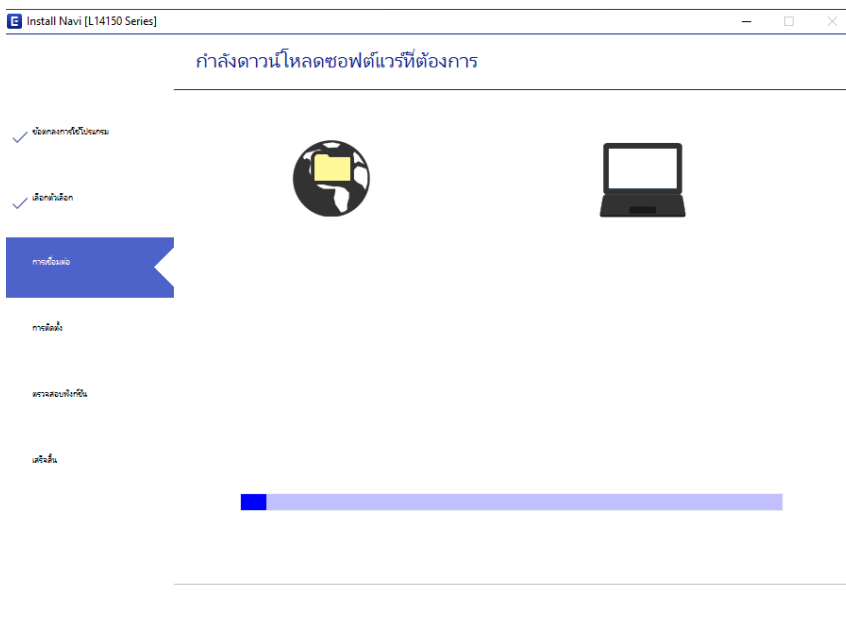 Install Navi [L14150 Series]
กำลังดาวน์โหลดซอฟต์แวร์ที่ต้องการ
ข้อตกลงการใช้โปรแกรม
เลือกตัวเลือก
การเชื่อมต่อ
การติดตั้ง
ตรวจสอบฟังก์ชัน
เสร็จสิ้น